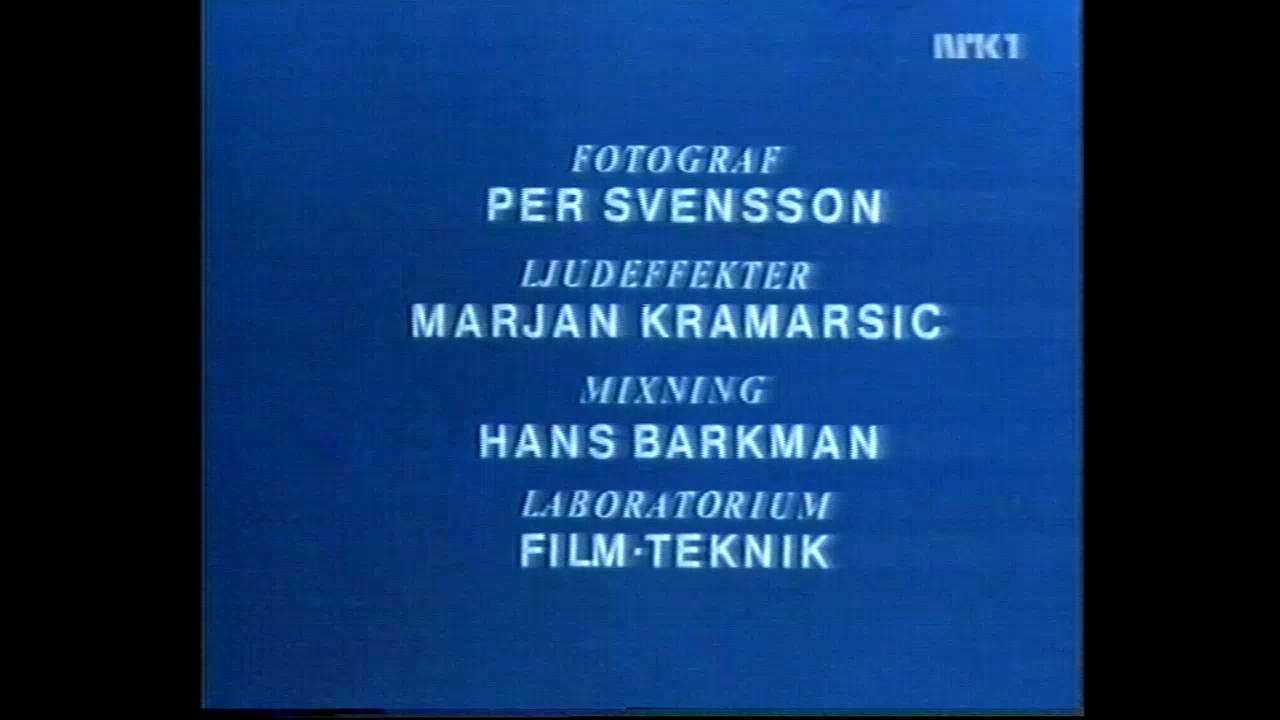 NRK1
FOTOGRAF
PER SVENSSON
LJUDEFFEKTER
MARJAN KRAMARSIC
MIXNING
HANS BARKMAN
LABORATORIUM
FILM·TEKNIK